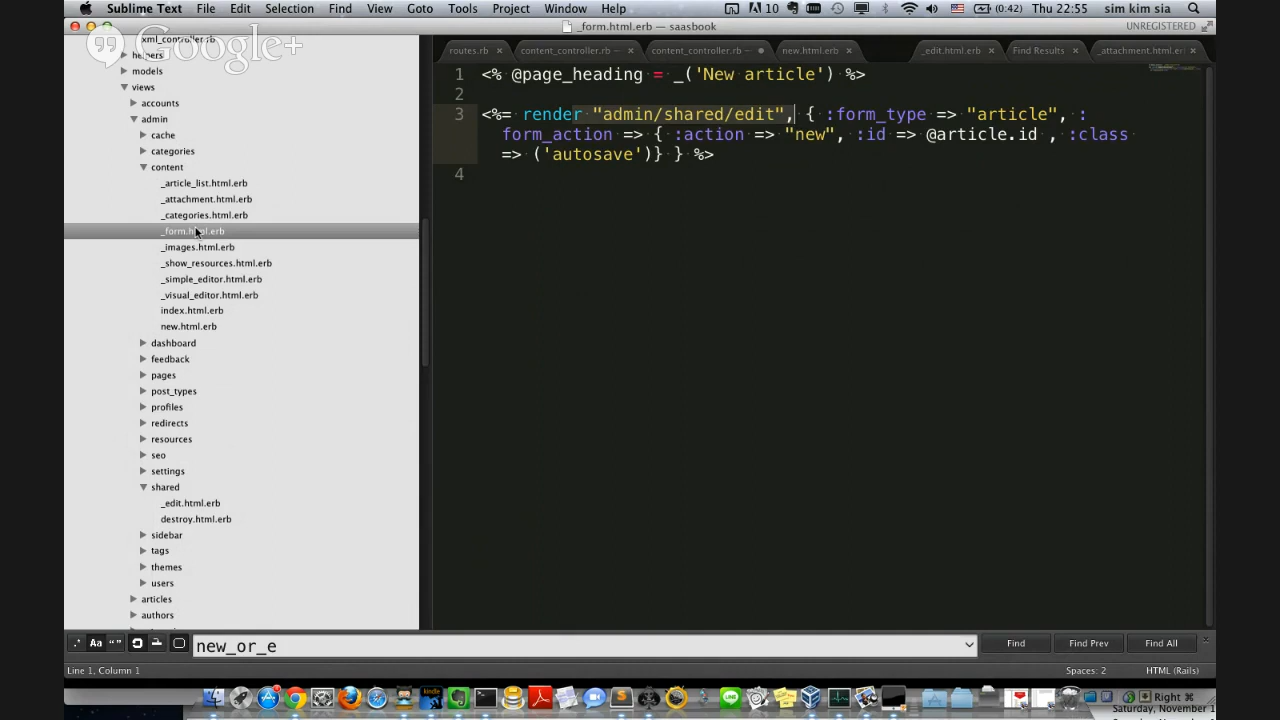 Sublime Text File Edit Selection Find View Goto Tools Project Window Help 10 (0:42) Thu 22:55 sim kim sia
_form.html.erb — saasbook UNREGISTERED
Google+
routes.rb × content_controller.rb — × content_controller.rb — new.html.erb × _edit.html.erb × Find Results × _attachment.html.erb ×
xml_controller.rb
helpers
models
views
accounts
admin
cache
categories
content
_article_list.html.erb
_attachment.html.erb
_categories.html.erb
_form.html.erb
_images.html.erb
_show_resources.html.erb
_simple_editor.html.erb
_visual_editor.html.erb
index.html.erb
new.html.erb
dashboard
feedback
pages
post_types
profiles
redirects
resources
seo
settings
shared
_edit.html.erb
destroy.html.erb
sidebar
tags
themes
users
articles
authors
1 <% @page_heading = _('New article') %>
2
3 <%= render "admin/shared/edit", { :form_type => "article", :
form_action => { :action => "new", :id => @article.id , :class
=> ('autosave')} } %>
4
.* Aa “” new_or_e Find Find Prev Find All
Line 1, Column 1 Spaces: 2 HTML (Rails)
kindle LINE Right ⌘
Saturday, November 1